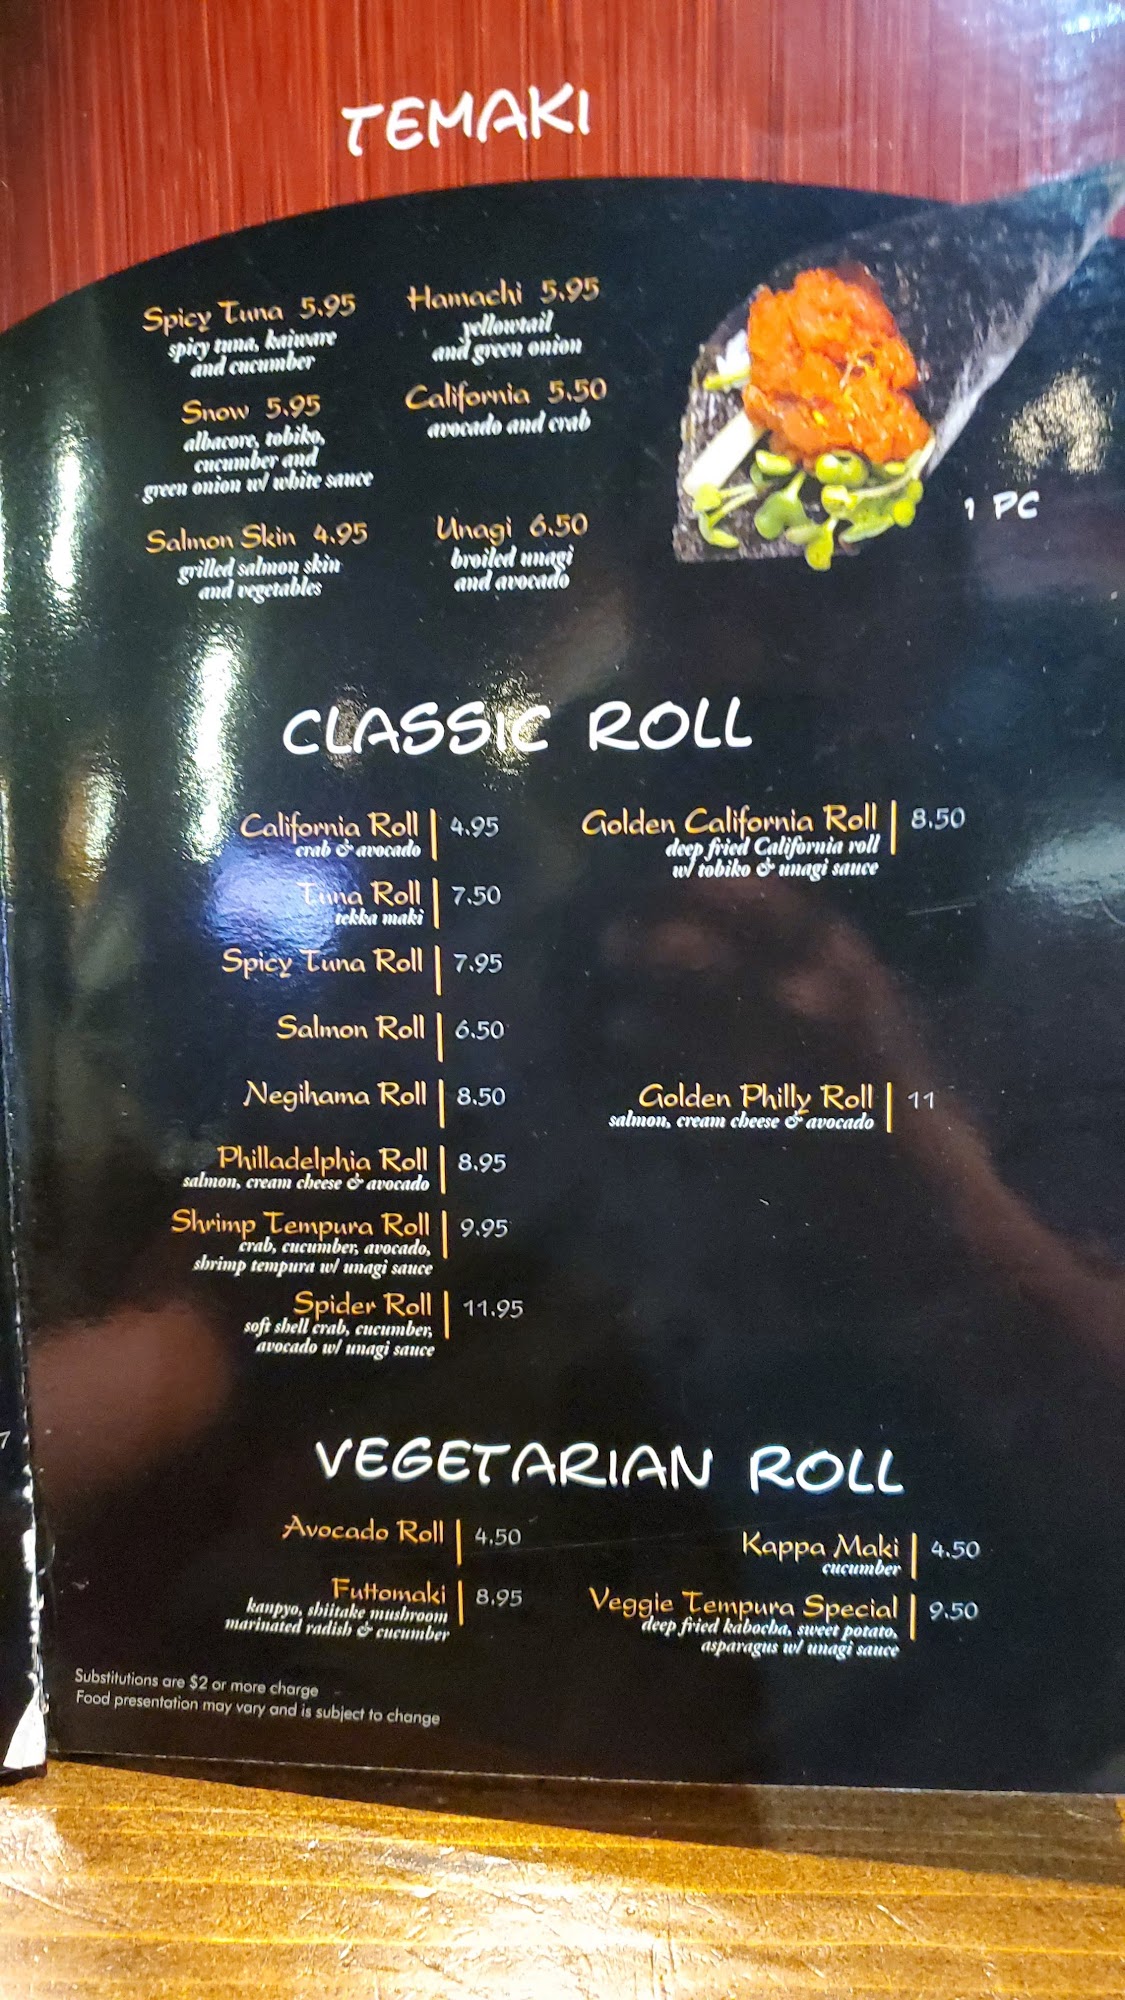 TEMAKI
Spicy Tuna 5.95
spicy tuna, kaiware
and cucumber
Snow 5.95
albacore, tobiko,
cucumber and
green onion w/ white sauce
Salmon Skin 4.95
grilled salmon skin
and vegetables
Hamachi 5.95
yellowtail
and green onion
California 5.50
avocado and crab
Unagi 6.50
broiled unagi
and avocado
1 PC
CLASSIC ROLL
California Roll | 4.95
crab & avocado
Tuna Roll | 7.50
tekka maki
Spicy Tuna Roll | 7.95
Salmon Roll | 6.50
Negihama Roll | 8.50
Philladelphia Roll | 8.95
salmon, cream cheese & avocado
Shrimp Tempura Roll | 9.95
crab, cucumber, avocado,
shrimp tempura w/ unagi sauce
Spider Roll | 11.95
soft shell crab, cucumber,
avocado w/ unagi sauce
Golden California Roll | 8.50
deep fried California roll
w/ tobiko & unagi sauce
Golden Philly Roll | 11
salmon, cream cheese & avocado
VEGETARIAN ROLL
Avocado Roll | 4.50
Futtomaki | 8.95
kanpyo, shiitake mushroom
marinated radish & cucumber
Kappa Maki | 4.50
cucumber
Veggie Tempura Special | 9.50
deep fried kabocha, sweet potato,
asparagus w/ unagi sauce
Substitutions are $2 or more charge
Food presentation may vary and is subject to change
7